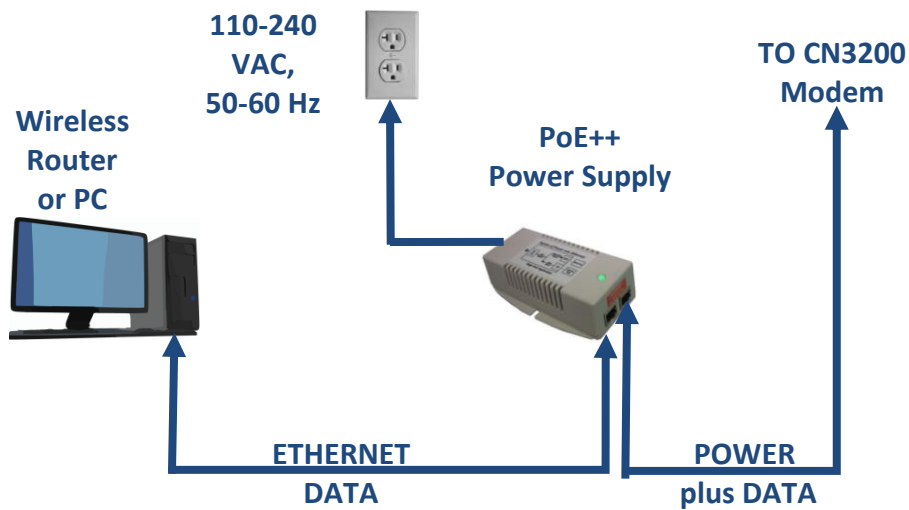 110-240
VAC,
50-60 Hz
TO CN3200
Modem
Wireless
Router
or PC
PoE++
Power Supply
ETHERNET
DATA
POWER
plus DATA